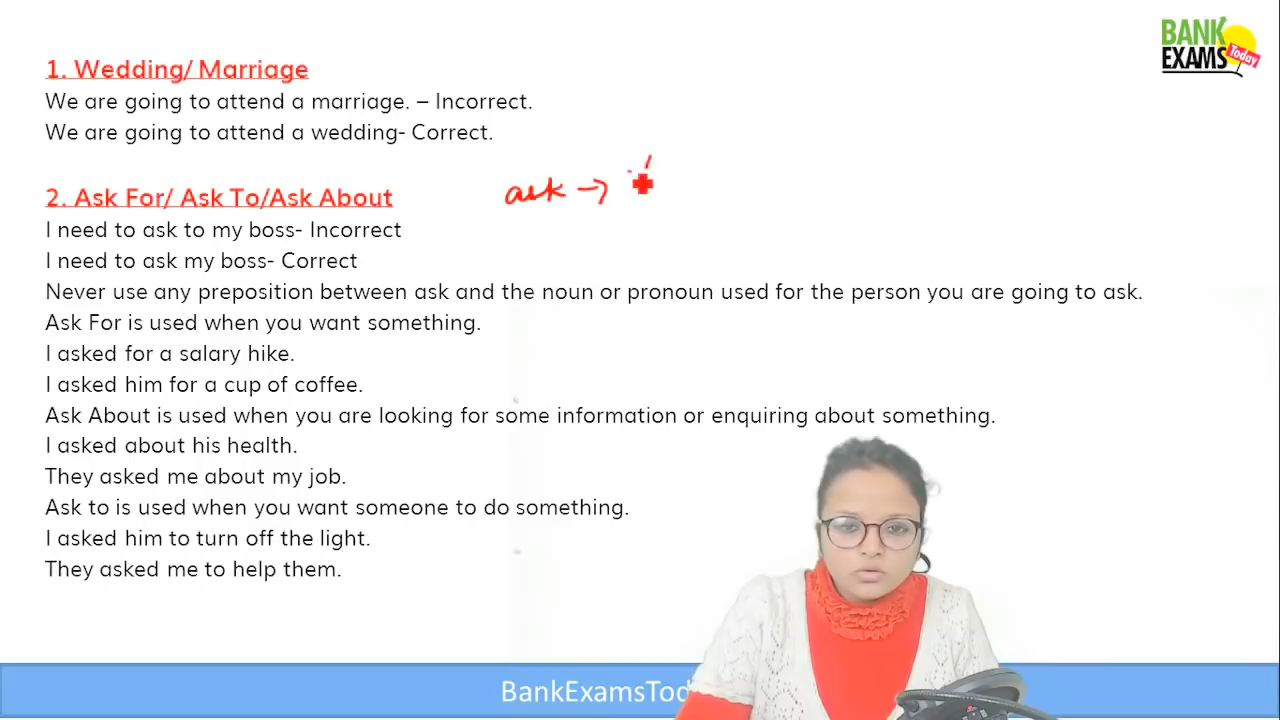 BANK
EXAMS Today
1. Wedding/ Marriage
We are going to attend a marriage. – Incorrect.
We are going to attend a wedding- Correct.
ask →
2. Ask For/ Ask To/Ask About
I need to ask to my boss- Incorrect
I need to ask my boss- Correct
Never use any preposition between ask and the noun or pronoun used for the person you are going to ask.
Ask For is used when you want something.
I asked for a salary hike.
I asked him for a cup of coffee.
Ask About is used when you are looking for some information or enquiring about something.
I asked about his health.
They asked me about my job.
Ask to is used when you want someone to do something.
I asked him to turn off the light.
They asked me to help them.
BankExamsTod